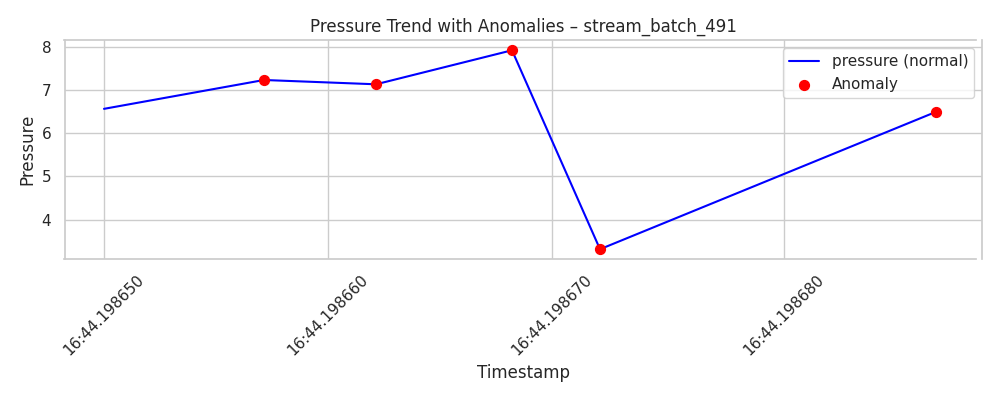 Pressure Trend with Anomalies – stream_batch_491
8
7
6
5
4
Pressure
pressure (normal)
Anomaly
16:44.198650
16:44.198660
16:44.198670
16:44.198680
Timestamp